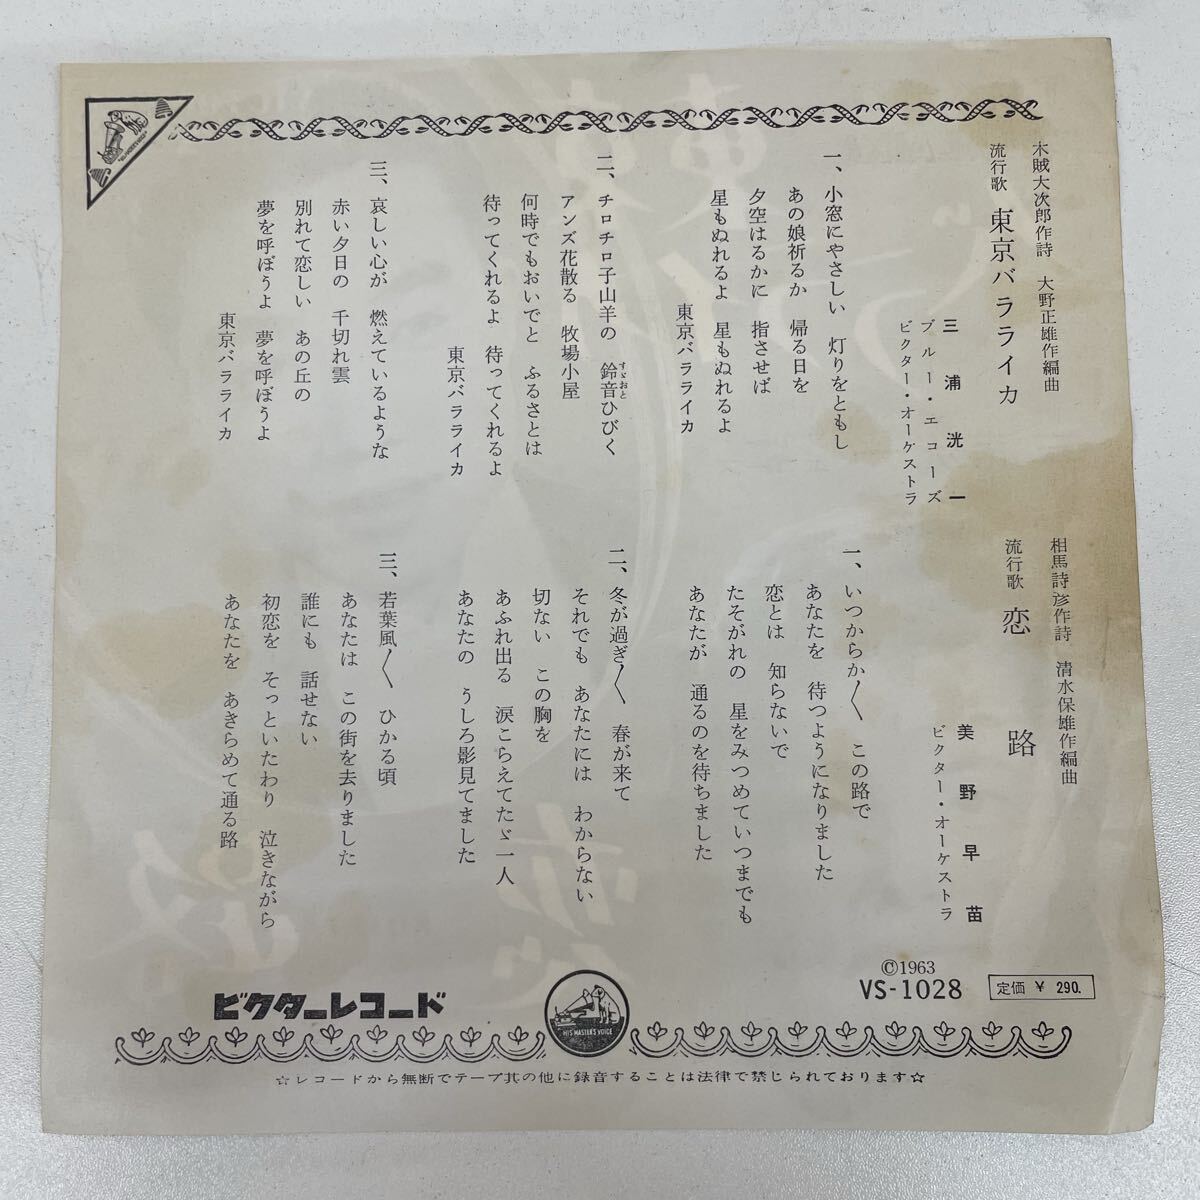 木賊大次郎作詩　大野正雄作編曲
流行歌　東京バラライカ
三浦洸一
ブルー・エコーズ
ビクター・オーケストラ
一、小窓にやさしい　灯りをともし
あの娘祈るか　帰る日を
夕空はるかに　指させば
星もぬれるよ　星もぬれるよ
東京バラライカ
二、チロチロ子山羊の　鈴音ひびく
すゞおと
アンズ花散る　牧場小屋
何時でもおいでと　ふるさとは
待ってくれるよ　待ってくれるよ
東京バラライカ
三、哀しい心が　燃えているような
赤い夕日の　千切れ雲
別れて恋しい　あの丘の
夢を呼ぼうよ　夢を呼ぼうよ
東京バラライカ
相馬詩彦作詩　清水保雄作編曲
流行歌　恋路
美野早苗
ビクター・オーケストラ
一、いつからか〱　この路で
あなたを　待つようになりました
恋とは　知らないで
たそがれの　星をみつめていつまでも
あなたが　通るのを待ちました
二、冬が過ぎ〱　春が来て
それでも　あなたには　わからない
切ない　この胸を
あふれ出る　涙こらえてたゞ一人
あなたの　うしろ影見てました
三、若葉風〱　ひかる頃
あなたは　この街を去りました
誰にも　話せない
初恋を　そっといたわり　泣きながら
あなたを　あきらめて通る路
©1963
VS-1028
定価 ¥ 290.
ビクターレコード
HIS MASTER'S VOICE
☆レコードから無断でテープ其の他に録音することは法律で禁じられております☆